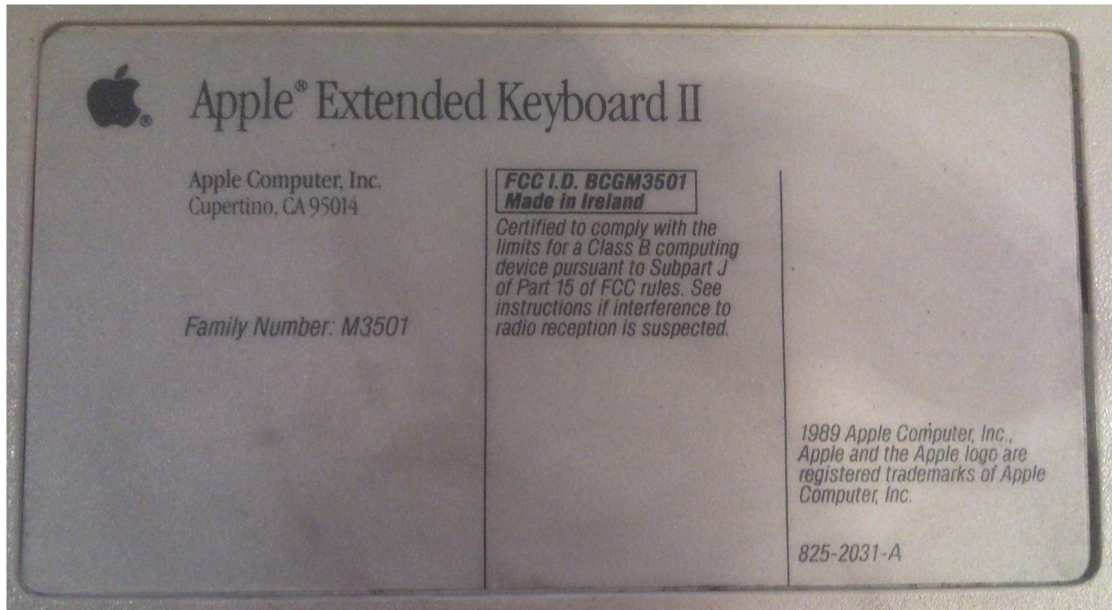 Apple® Extended Keyboard II
®
Apple Computer, Inc.
Cupertino, CA 95014
Family Number: M3501
FCC I.D. BCGM3501
Made in Ireland
Certified to comply with the
limits for a Class B computing
device pursuant to Subpart J
of Part 15 of FCC rules. See
instructions if interference to
radio reception is suspected.
1989 Apple Computer, Inc.,
Apple and the Apple logo are
registered trademarks of Apple
Computer, Inc.
825-2031-A